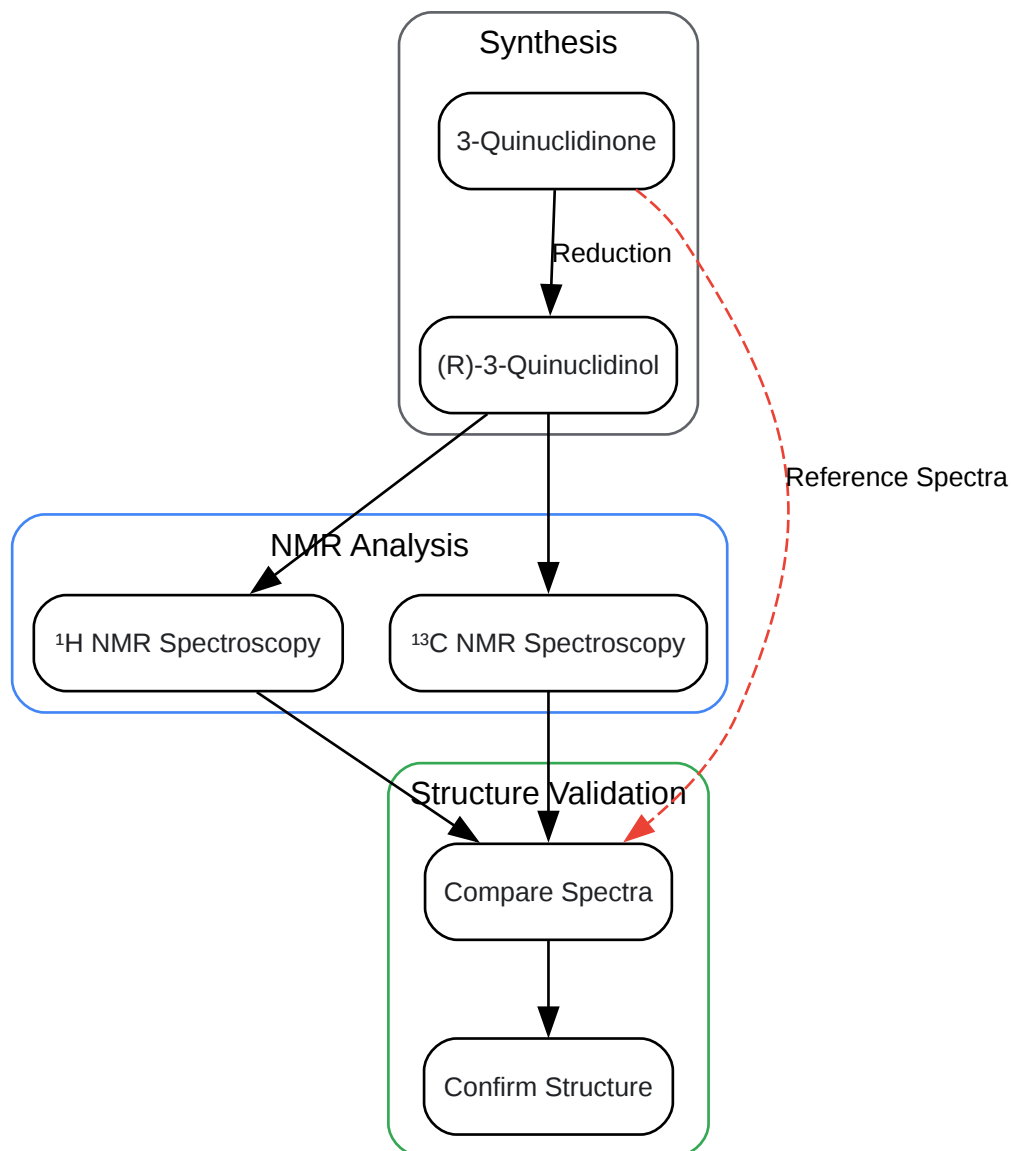 Synthesis
3-Quinuclidinone
Reduction
(R)-3-Quinuclidinol
Reference Spectra
NMR Analysis
¹H NMR Spectroscopy
¹³C NMR Spectroscopy
Structure Validation
Compare Spectra
Confirm Structure